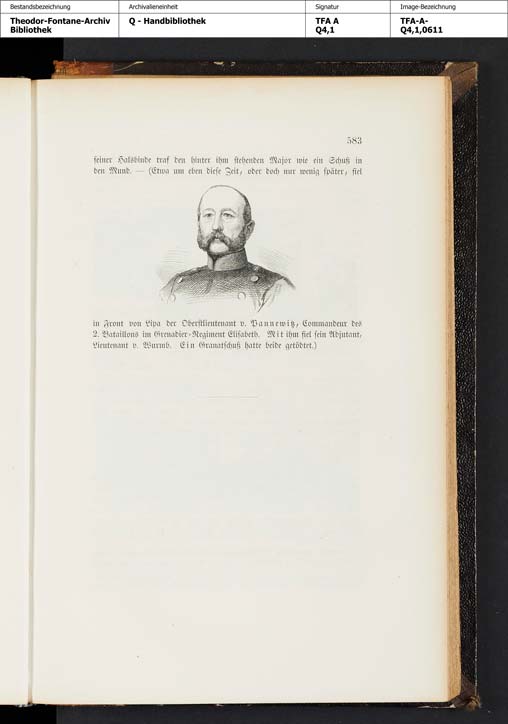 Bestandsbezeichnung
Archivalieneinheit
Signatur
Image-Bezeichnung
Theodor-Fontane-Archiv
Bibliothek
Q - Handbibliothek
TFA A
Q4,1
TFA-A-
Q4,1,0611
583
seiner Halsbinde traf den hinter ihm stehenden Major wie ein Schuß in
den Mund. — (Etwa um eben diese Zeit, oder doch nur wenig später, fiel
in Front von Lipa der Oberstlieutenant v. Pannewitz, Commandeur des
2. Bataillons im Grenadier-Regiment Elisabeth. Mit ihm fiel sein Adjutant,
Lieutenant v. Wurmb. Ein Granatschuß hatte beide getödtet.)